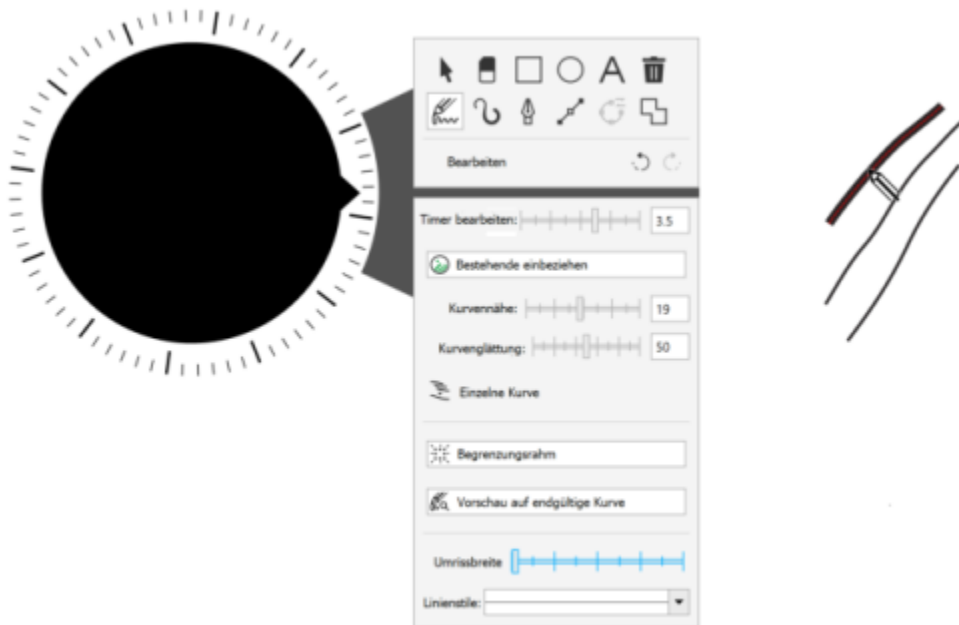 A
Bearbeiten
Timer bearbeiten: 3.5
Bestehende einbeziehen
Kurvennähe: 19
Kurvenglättung: 50
Einzelne Kurve
Begrenzungsrahm
Vorschau auf endgültige Kurve
Umrissbreite
Linienstile: